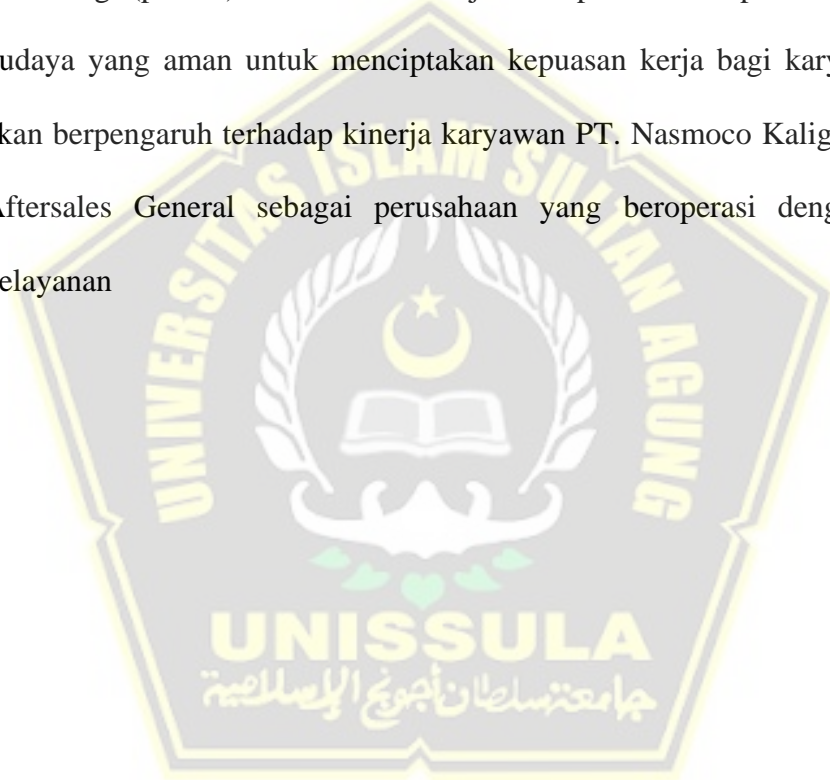 udaya yang aman untuk menciptakan kepuasan kerja bagi kary
kan berpengaruh terhadap kinerja karyawan PT. Nasmoco Kalig
Aftersales General sebagai perusahaan yang beroperasi deng
elayanan
UNIVERSITAS ISLAM SULTAN AGUNG
UNISSULA
جامعة سلطان أجونج الإسلامية